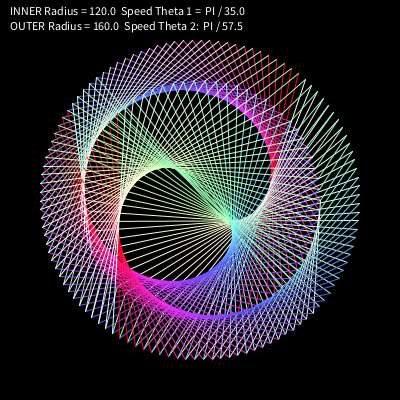 INNER Radius = 120.0  Speed Theta 1 =  PI / 35.0
OUTER Radius = 160.0  Speed Theta 2:  PI / 57.5